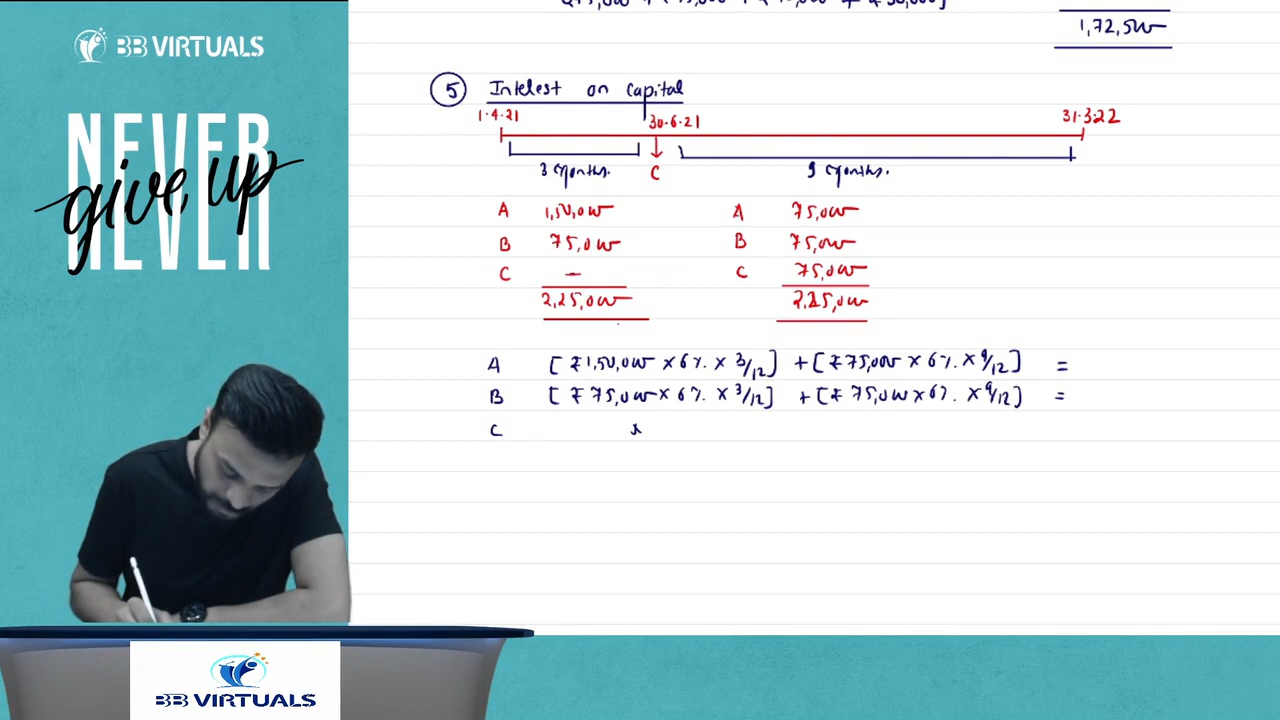 BB VIRTUALS
NEVER
give up
NEVER
1,72,500
5 Interest on capital
1.4.21 30.6.21 31.3.22
3 months. C 9 months.
A 1,50,000 A 75,000
B 75,000 B 75,000
C - C 75,000
2,25,000 2,25,000
A [₹1,50,000 × 6% × 3/12] + [₹75,000 × 6% × 9/12] =
B [₹75,000 × 6% × 3/12] + [₹75,000 × 6% × 9/12] =
C
BB VIRTUALS